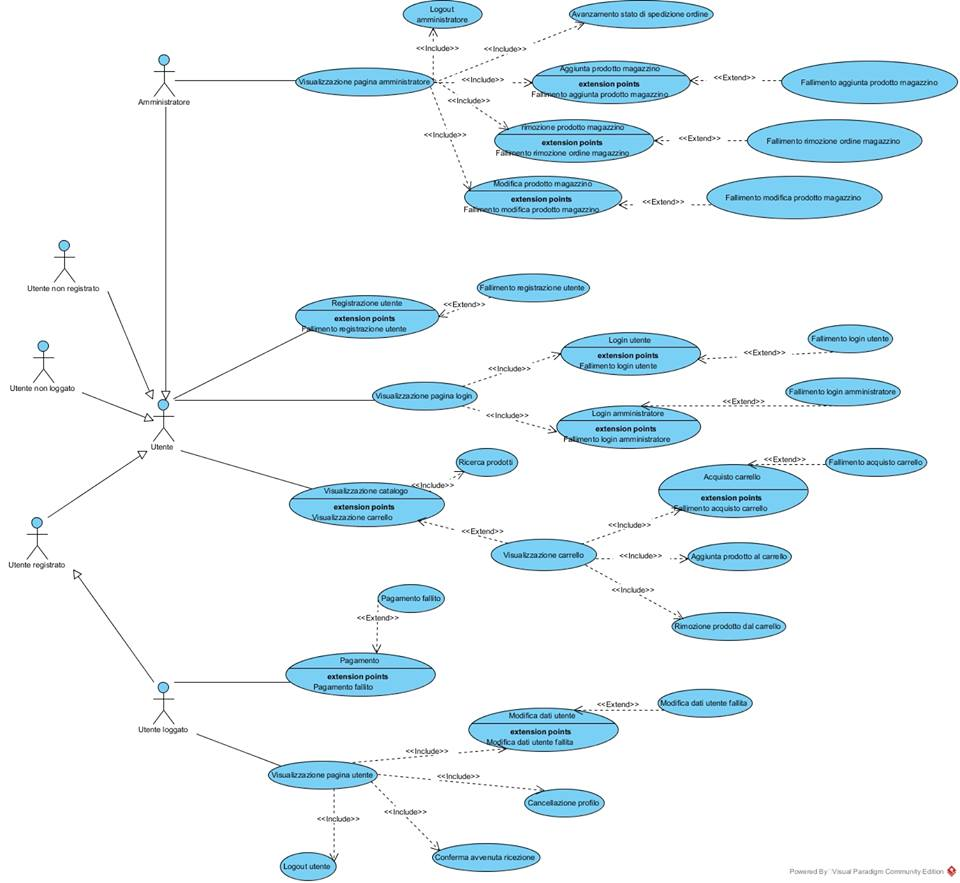 Logout
amministratore
Avanzamento stato di spedizione ordine
<<Include>>
<<Include>>
Amministratore
Visualizzazione pagina amministratore
<<Include>>
Aggiunta prodotto magazzino
extension points
Fallimento aggiunta prodotto magazzino
<<Extend>>
Fallimento aggiunta prodotto magazzino
<<Include>>
rimozione prodotto magazzino
extension points
Fallimento rimozione ordine magazzino
<<Extend>>
Fallimento rimozione ordine magazzino
<<Include>>
Modifica prodotto magazzino
extension points
Fallimento modifica prodotto magazzino
<<Extend>>
Fallimento modifica prodotto magazzino
Utente non registrato
Registrazione utente
extension points
Fallimento registrazione utente
<<Extend>>
Fallimento registrazione utente
Utente non loggato
Utente
Visualizzazione pagina login
<<Include>>
Login utente
extension points
Fallimento login utente
<<Extend>>
Fallimento login utente
<<Include>>
Login amministratore
extension points
Fallimento login amministratore
<<Extend>>
Fallimento login amministratore
Ricerca prodotti
<<Include>>
Visualizzazione catalogo
extension points
Visualizzazione carrello
<<Extend>>
Visualizzazione carrello
<<Include>>
Acquisto carrello
extension points
Fallimento acquisto carrello
<<Extend>>
Fallimento acquisto carrello
<<Include>>
Aggiunta prodotto al carrello
<<Include>>
Rimozione prodotto dal carrello
Utente registrato
Pagamento fallito
<<Extend>>
Pagamento
extension points
Pagamento fallito
Utente loggato
Modifica dati utente
extension points
Modifica dati utente fallita
<<Extend>>
Modifica dati utente fallita
<<Include>>
Visualizzazione pagina utente
<<Include>>
Cancellazione profilo
<<Include>>
Conferma avvenuta ricezione
<<Include>>
Logout utente
Powered By Visual Paradigm Community Edition